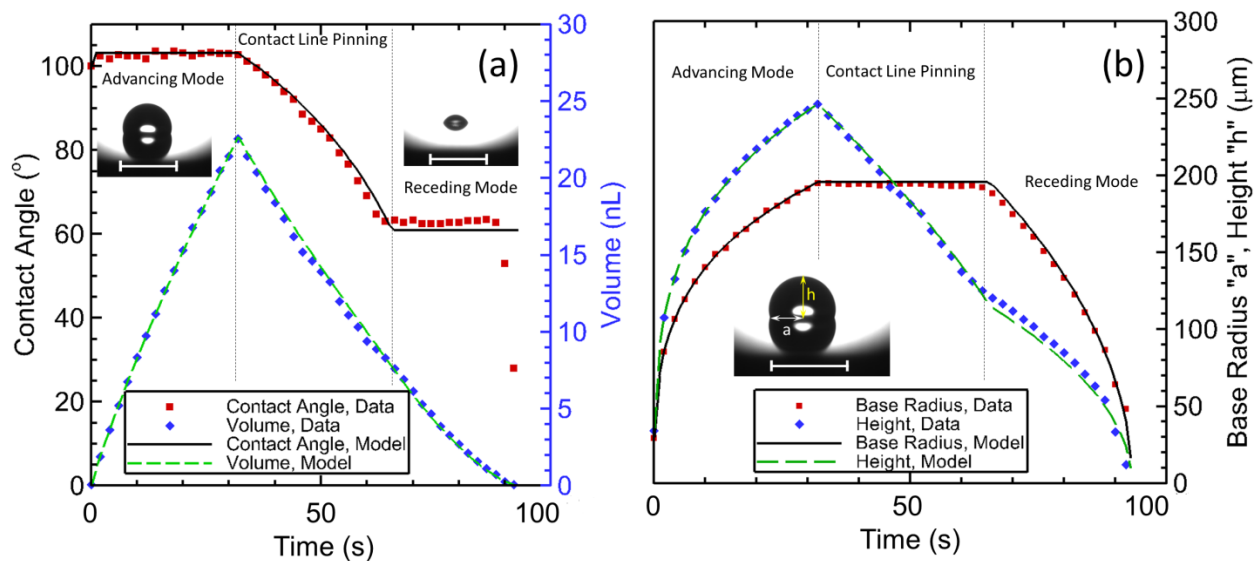 (a)
Contact Line Pinning
Advancing Mode
Receding Mode
Contact Angle (°)
0
20
40
60
80
100
Volume (nL)
0
5
10
15
20
25
30
Contact Angle, Data
Volume, Data
Contact Angle, Model
Volume, Model
0
50
100
Time (s)
(b)
Advancing Mode
Contact Line Pinning
Receding Mode
h
a
Base Radius "a", Height "h" (μm)
0
50
100
150
200
250
300
Base Radius, Data
Height, Data
Base Radius, Model
Height, Model
0
50
100
Time (s)